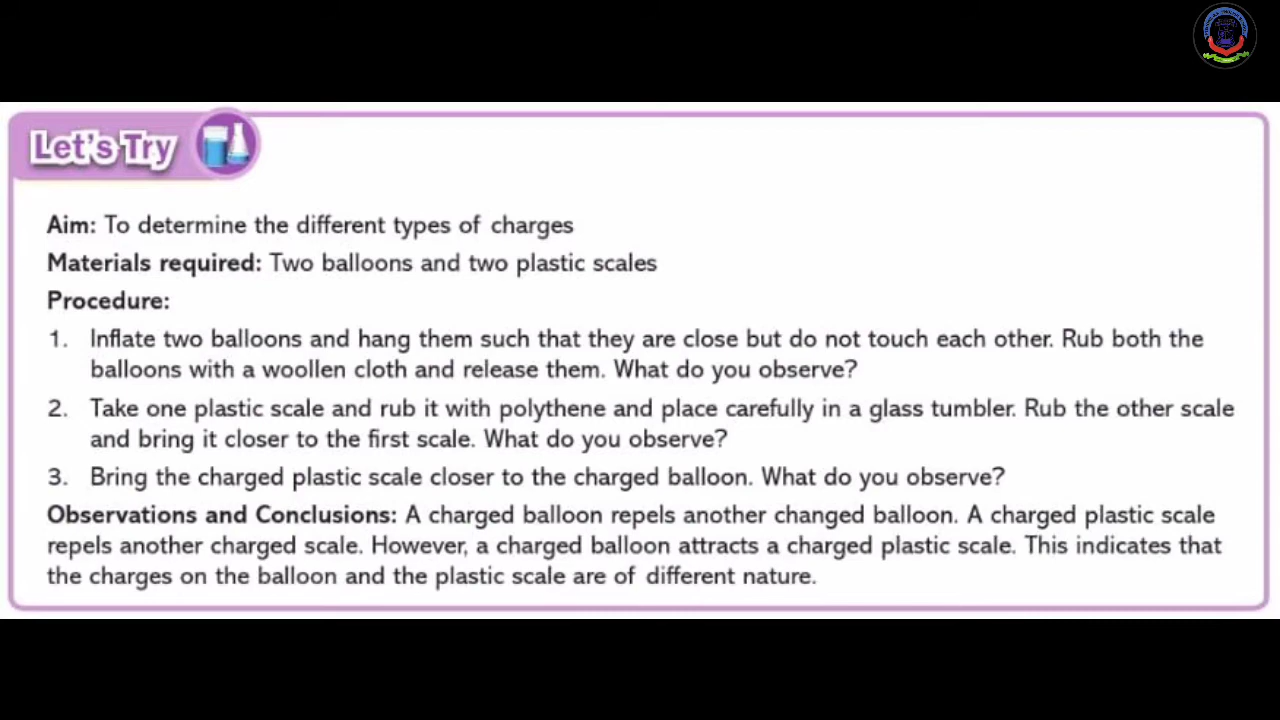 Let's Try
Aim: To determine the different types of charges
Materials required: Two balloons and two plastic scales
Procedure:
1. Inflate two balloons and hang them such that they are close but do not touch each other. Rub both the
balloons with a woollen cloth and release them. What do you observe?
2. Take one plastic scale and rub it with polythene and place carefully in a glass tumbler. Rub the other scale
and bring it closer to the first scale. What do you observe?
3. Bring the charged plastic scale closer to the charged balloon. What do you observe?
Observations and Conclusions: A charged balloon repels another changed balloon. A charged plastic scale
repels another charged scale. However, a charged balloon attracts a charged plastic scale. This indicates that
the charges on the balloon and the plastic scale are of different nature.